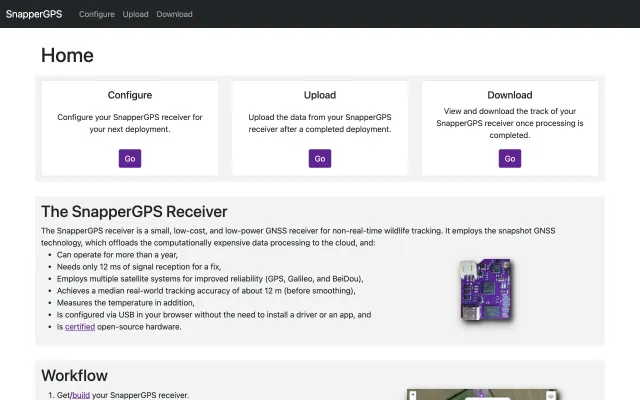 SnapperGPS Configure Upload Download
Home
Configure
Configure your SnapperGPS receiver for
your next deployment.
Go
Upload
Upload the data from your SnapperGPS
receiver after a completed deployment.
Go
Download
View and download the track of your
SnapperGPS receiver once processing is
completed.
Go
The SnapperGPS Receiver
The SnapperGPS receiver is a small, low-cost, and low-power GNSS receiver for non-real-time wildlife tracking. It employs the snapshot GNSS
technology, which offloads the computationally expensive data processing to the cloud, and:
• Can operate for more than a year,
• Needs only 12 ms of signal reception for a fix,
• Employs multiple satellite systems for improved reliability (GPS, Galileo, and BeiDou),
• Achieves a median real-world tracking accuracy of about 12 m (before smoothing),
• Measures the temperature in addition,
• Is configured via USB in your browser without the need to install a driver or an app, and
• Is certified open-source hardware.
Workflow
1. Get/build your SnapperGPS receiver.